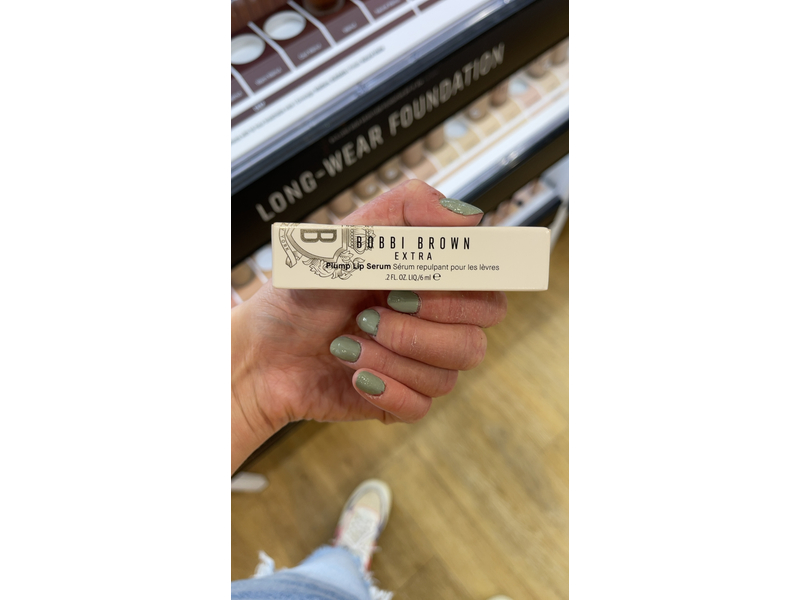 LONG-WEAR FOUNDATION
B
BOBBI BROWN
EXTRA
Plump Lip Serum Sérum repulpant pour les lèvres
.2 FL. OZ. LIQ./6 ml ℮